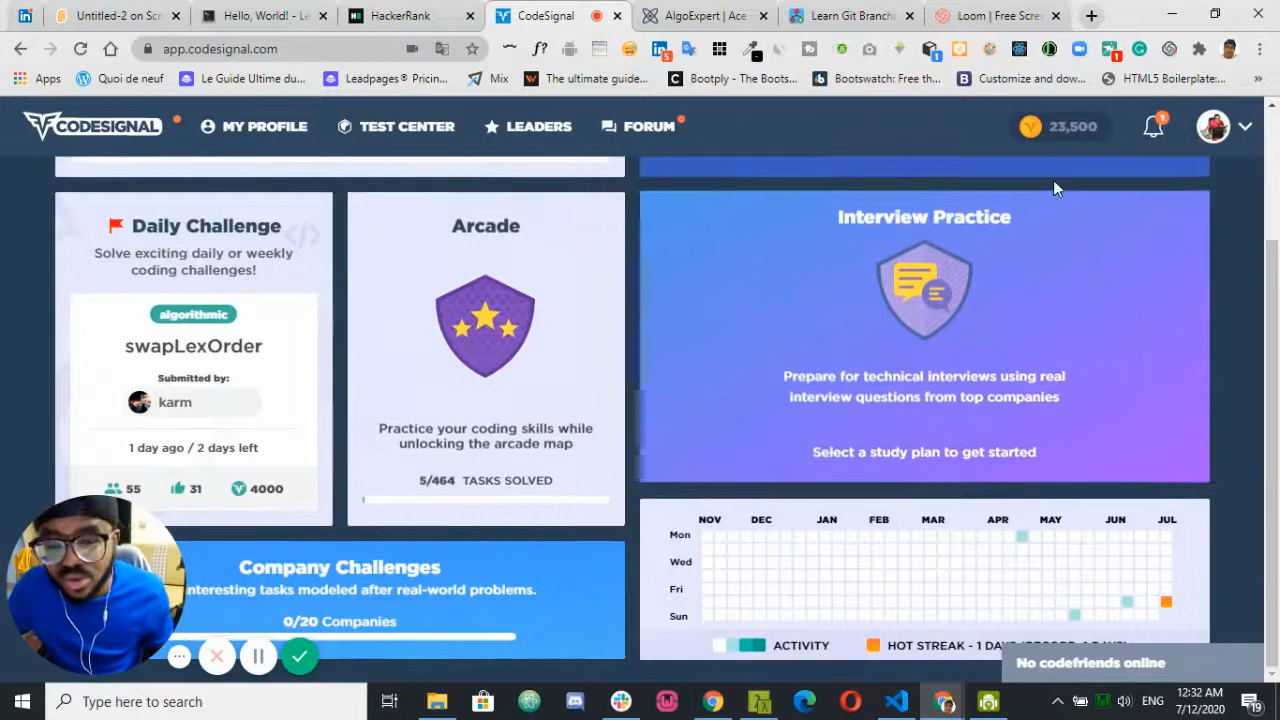 Untitled-2 on Scr
Hello, World! - Le
HackerRank
CodeSignal
AlgoExpert | Ace
Learn Git Branchi
Loom | Free Scre
app.codesignal.com
Apps
Quoi de neuf
Le Guide Ultime du...
Leadpages® Pricin...
Mix
The ultimate guide...
Bootply - The Boots...
Bootswatch: Free th...
Customize and dow...
HTML5 Boilerplate:...
CODESIGNAL
MY PROFILE
TEST CENTER
LEADERS
FORUM
23,500
1
Daily Challenge
Solve exciting daily or weekly
coding challenges!
algorithmic
swapLexOrder
Submitted by:
karm
1 day ago / 2 days left
55
31
4000
Arcade
Practice your coding skills while
unlocking the arcade map
5/464 TASKS SOLVED
Interview Practice
Prepare for technical interviews using real
interview questions from top companies
Select a study plan to get started
Company Challenges
nteresting tasks modeled after real-world problems.
0/20 Companies
NOV DEC JAN FEB MAR APR MAY JUN JUL
Mon
Wed
Fri
Sun
ACTIVITY
HOT STREAK - 1 DAY
No codefriends online
Type here to search
ENG
12:32 AM
7/12/2020
19